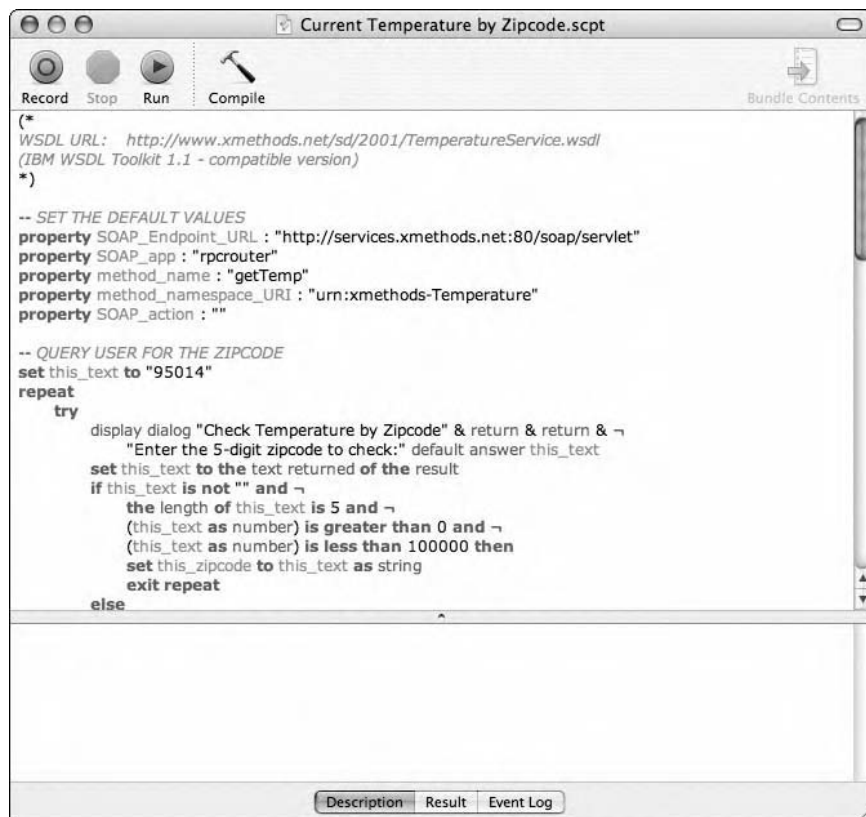 Current Temperature by Zipcode.scpt
Record Stop Run Compile Bundle Contents
(*
WSDL URL: http://www.xmethods.net/sd/2001/TemperatureService.wsdl
(IBM WSDL Toolkit 1.1 - compatible version)
*)
-- SET THE DEFAULT VALUES
property SOAP_Endpoint_URL : "http://services.xmethods.net:80/soap/servlet"
property SOAP_app : "rpcrouter"
property method_name : "getTemp"
property method_namespace_URI : "urn:xmethods-Temperature"
property SOAP_action : ""
-- QUERY USER FOR THE ZIPCODE
set this_text to "95014"
repeat
try
display dialog "Check Temperature by Zipcode" & return & return & ¬
"Enter the 5-digit zipcode to check:" default answer this_text
set this_text to the text returned of the result
if this_text is not "" and ¬
the length of this_text is 5 and ¬
(this_text as number) is greater than 0 and ¬
(this_text as number) is less than 100000 then
set this_zipcode to this_text as string
exit repeat
else
Description Result Event Log